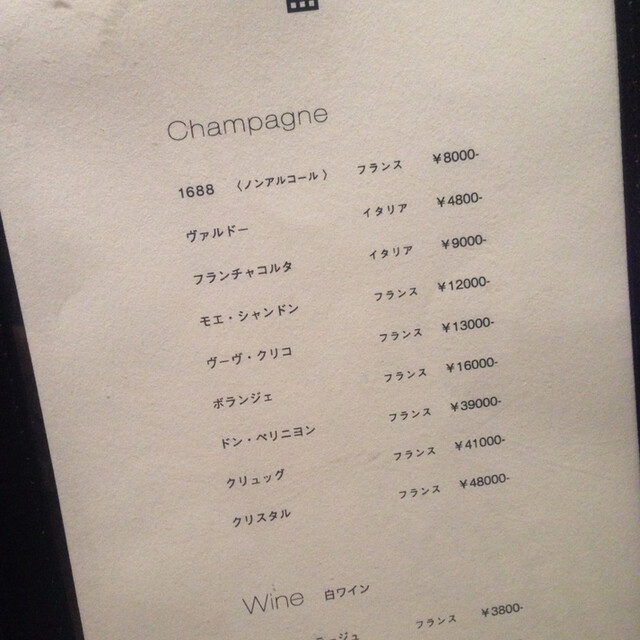 Champagne
1688 〈ノンアルコール〉 フランス ￥8000-
ヴァルドー イタリア ￥4800-
フランチャコルタ イタリア ￥9000-
モエ・シャンドン フランス ￥12000-
ヴーヴ・クリコ フランス ￥13000-
ボランジェ フランス ￥16000-
ドン・ペリニヨン フランス ￥39000-
クリュッグ フランス ￥41000-
クリスタル フランス ￥48000-
Wine 白ワイン
フランス ￥3800-